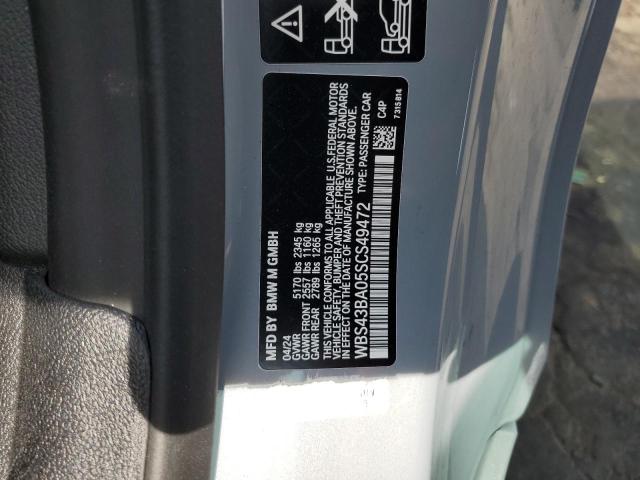 MFD BY BMW M GMBH
04/24
GVWR 5170 lbs 2345 kg
GAWR FRONT 2557 lbs 1160 kg
GAWR REAR 2789 lbs 1265 kg
THIS VEHICLE CONFORMS TO ALL APPLICABLE U.S.FEDERAL MOTOR
VEHICLE SAFETY, BUMPER AND THEFT PREVENTION STANDARDS
IN EFFECT ON THE DATE OF MANUFACTURE SHOWN ABOVE.
WBS43BA05SCS49472 TYPE: PASSENGER CAR
C4P
7315814